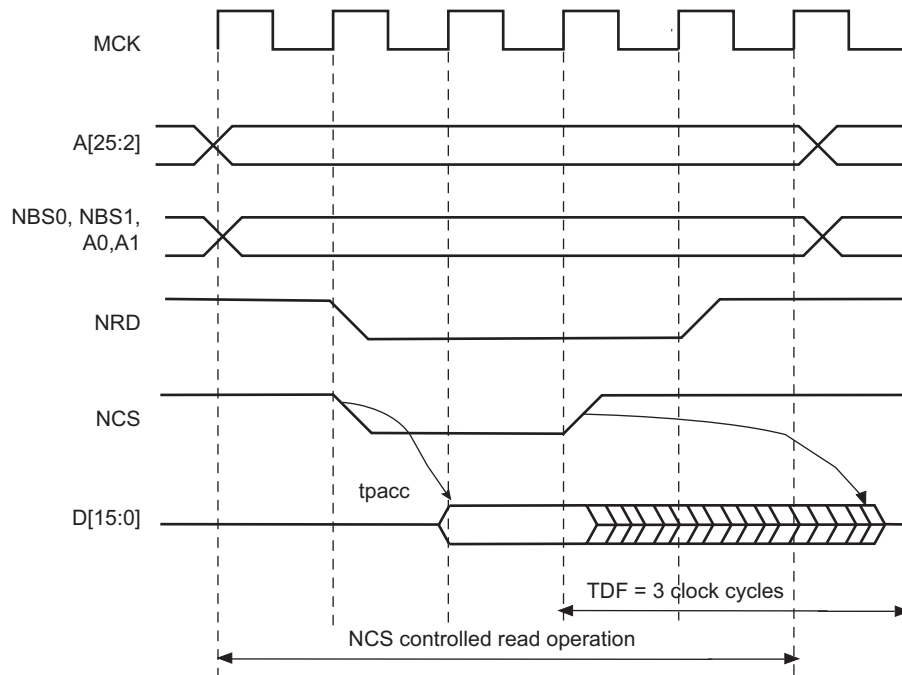 MCK
A[25:2]
NBS0, NBS1,
A0,A1
NRD
NCS
tpacc
D[15:0]
TDF = 3 clock cycles
NCS controlled read operation